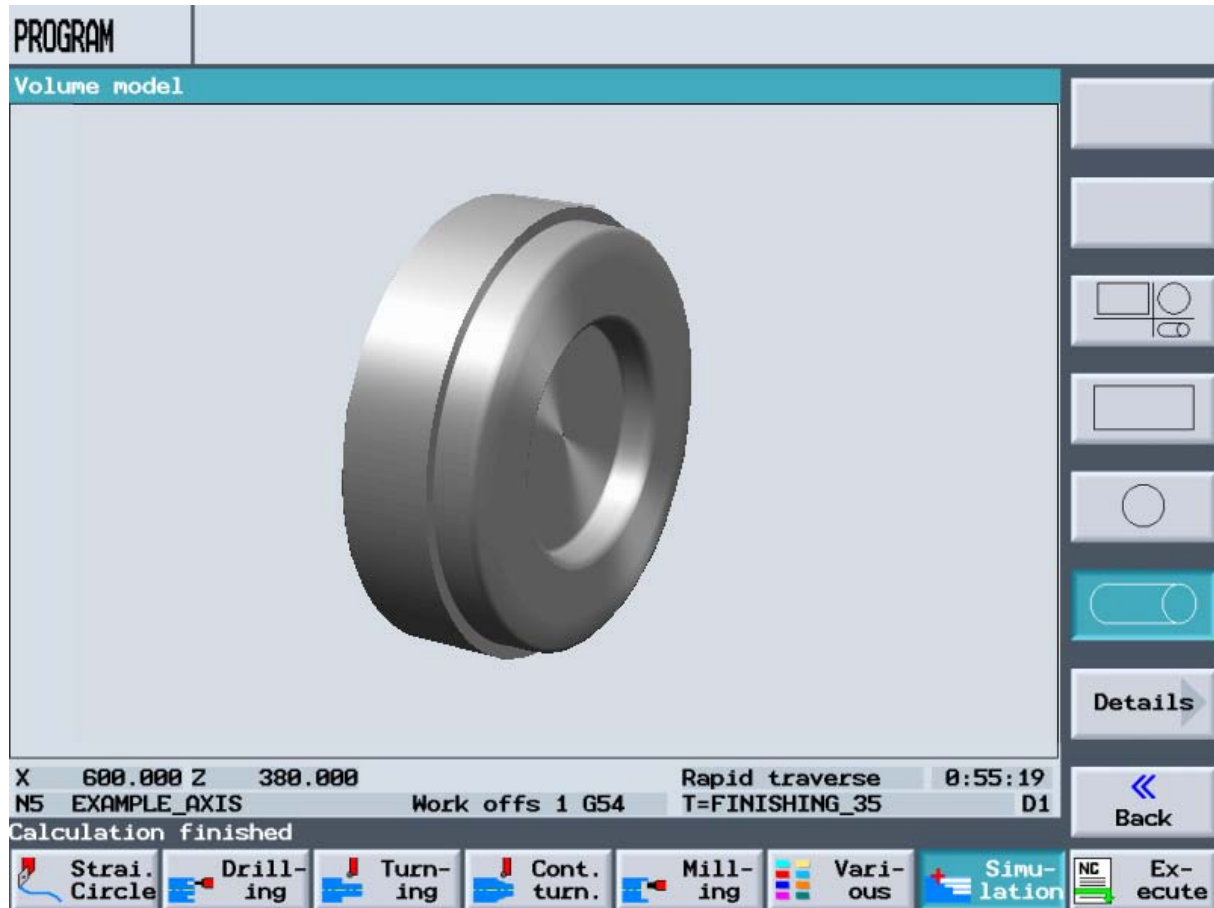 PROGRAM
Volume model
Details
X 600.000 Z 380.000 Rapid traverse 0:55:19
N5 EXAMPLE_AXIS Work offs 1 G54 T=FINISHING_35 D1
«
Back
Calculation finished
Strai.
Circle
Drill-
ing
Turn-
ing
Cont.
turn.
Mill-
ing
Vari-
ous
Simu-
lation
NC
Ex-
ecute